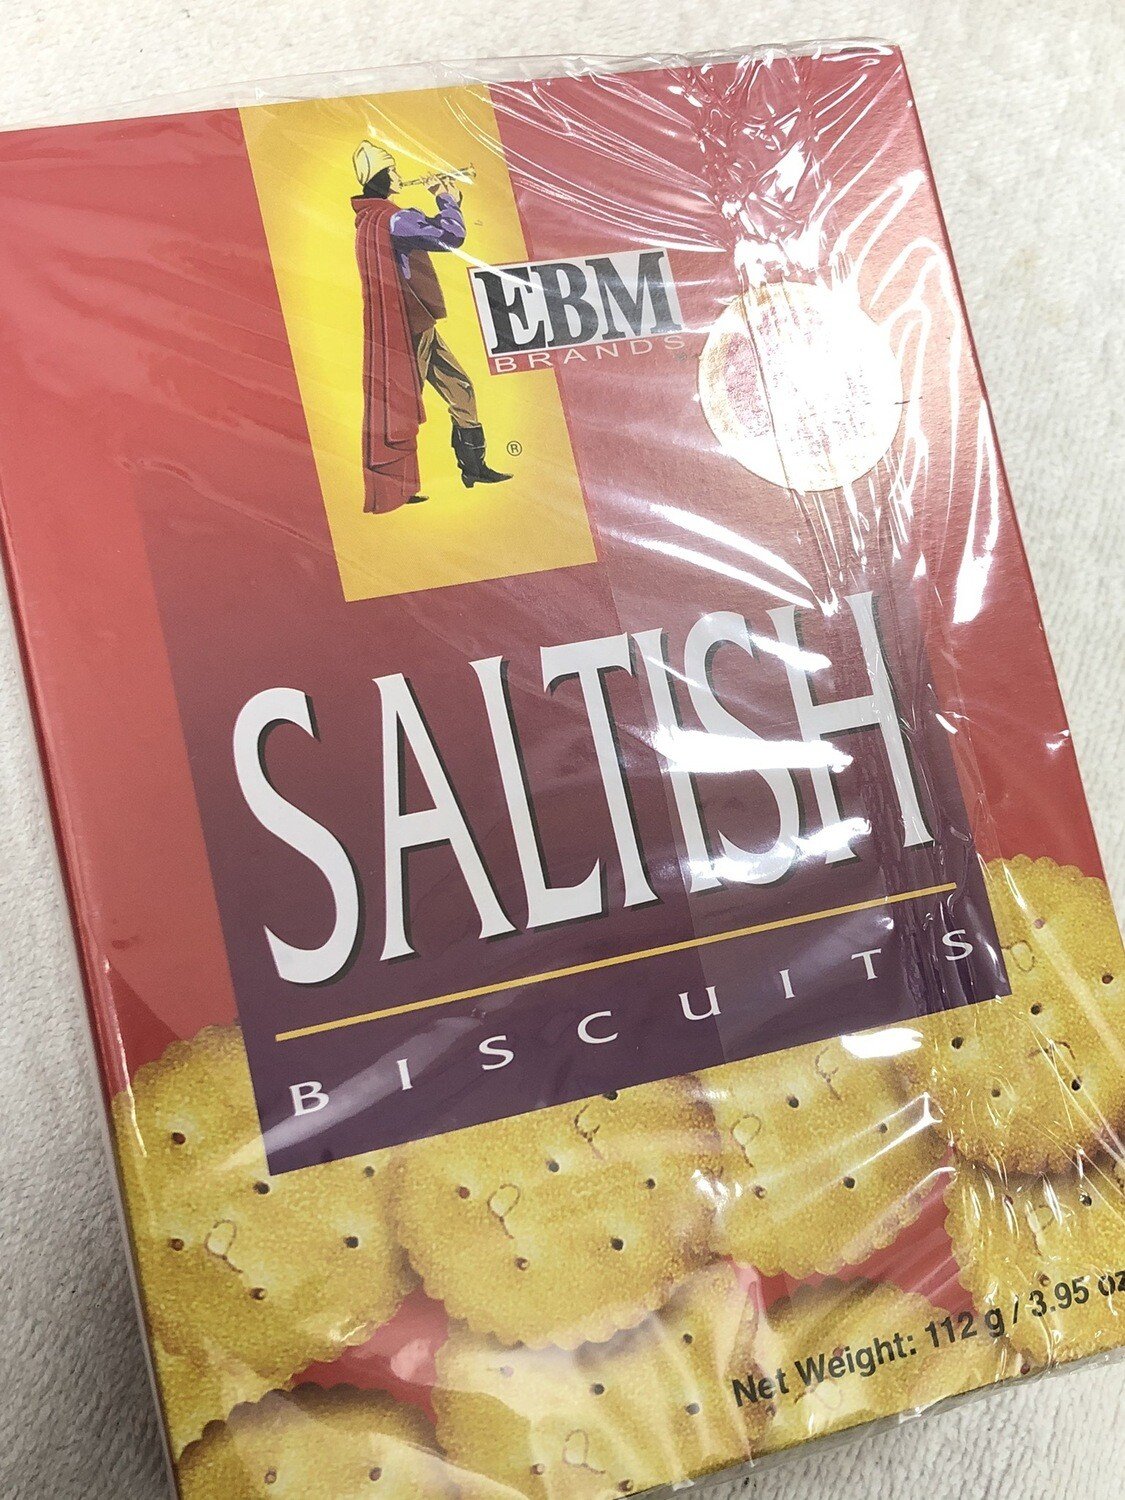 EBM
BRANDS
®
SALTISH
BISCUITS
Net Weight: 112 g / 3.95 oz